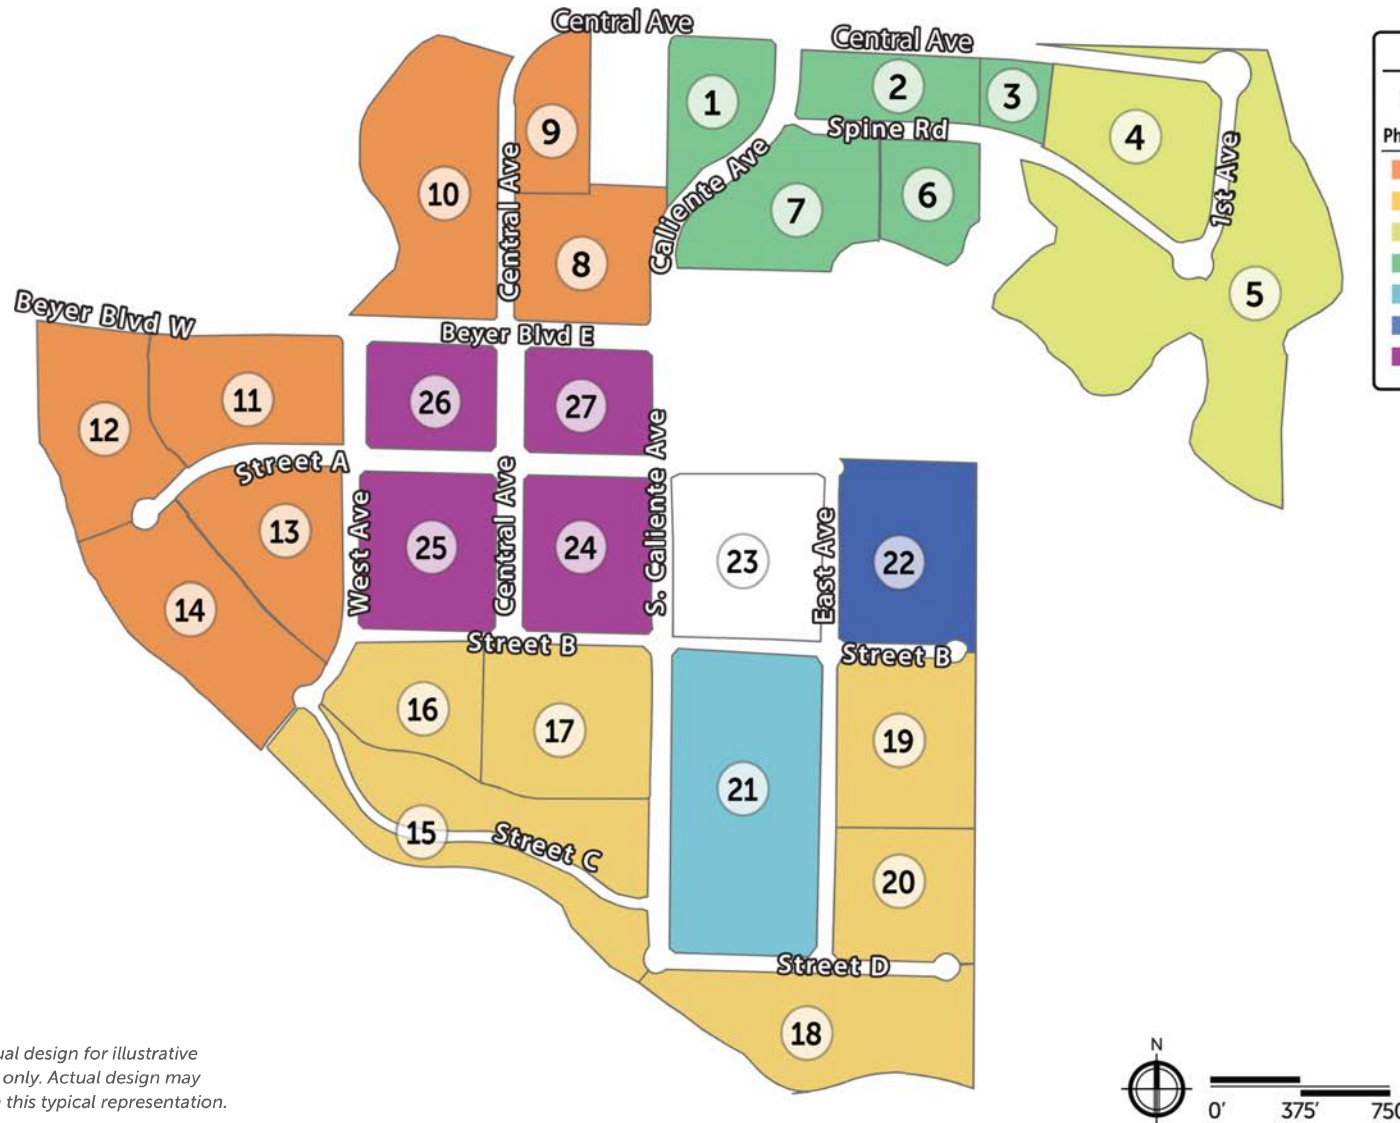 Central Ave
Central Ave
1
2
3
4
Ph
Spine Rd
9
10
Central Ave
Caliente Ave
7
6
1st Ave
8
5
Beyer Blvd W
Beyer Blvd E
11
12
26
27
Street A
13
West Ave
25
Central Ave
24
S. Caliente Ave
23
East Ave
22
14
Street B
Street B
16
17
19
21
15
Street C
20
Street D
18
ual design for illustrative
only. Actual design may
this typical representation.
N
0' 375' 750